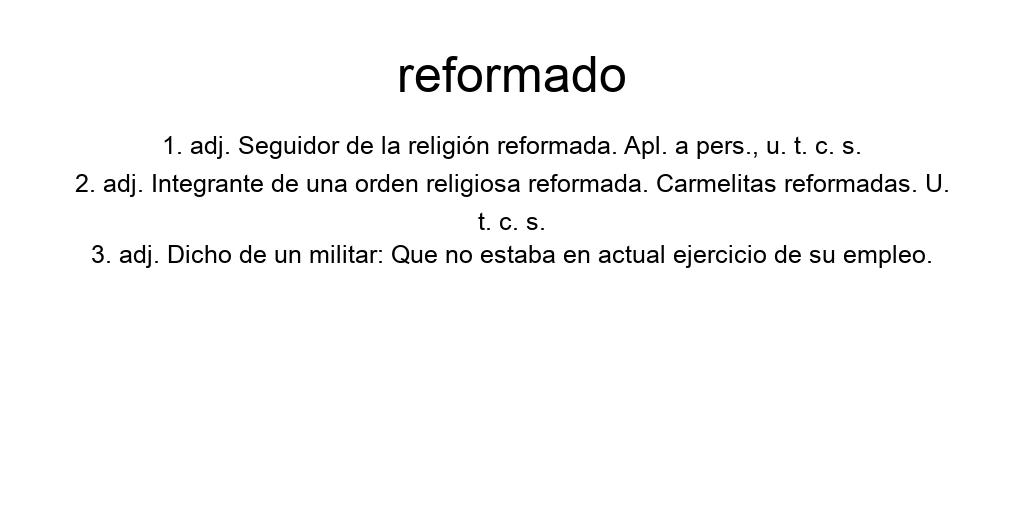 reformado
1. adj. Seguidor de la religión reformada. Apl. a pers., u. t. c. s.
2. adj. Integrante de una orden religiosa reformada. Carmelitas reformadas. U.
t. c. s.
3. adj. Dicho de un militar: Que no estaba en actual ejercicio de su empleo.